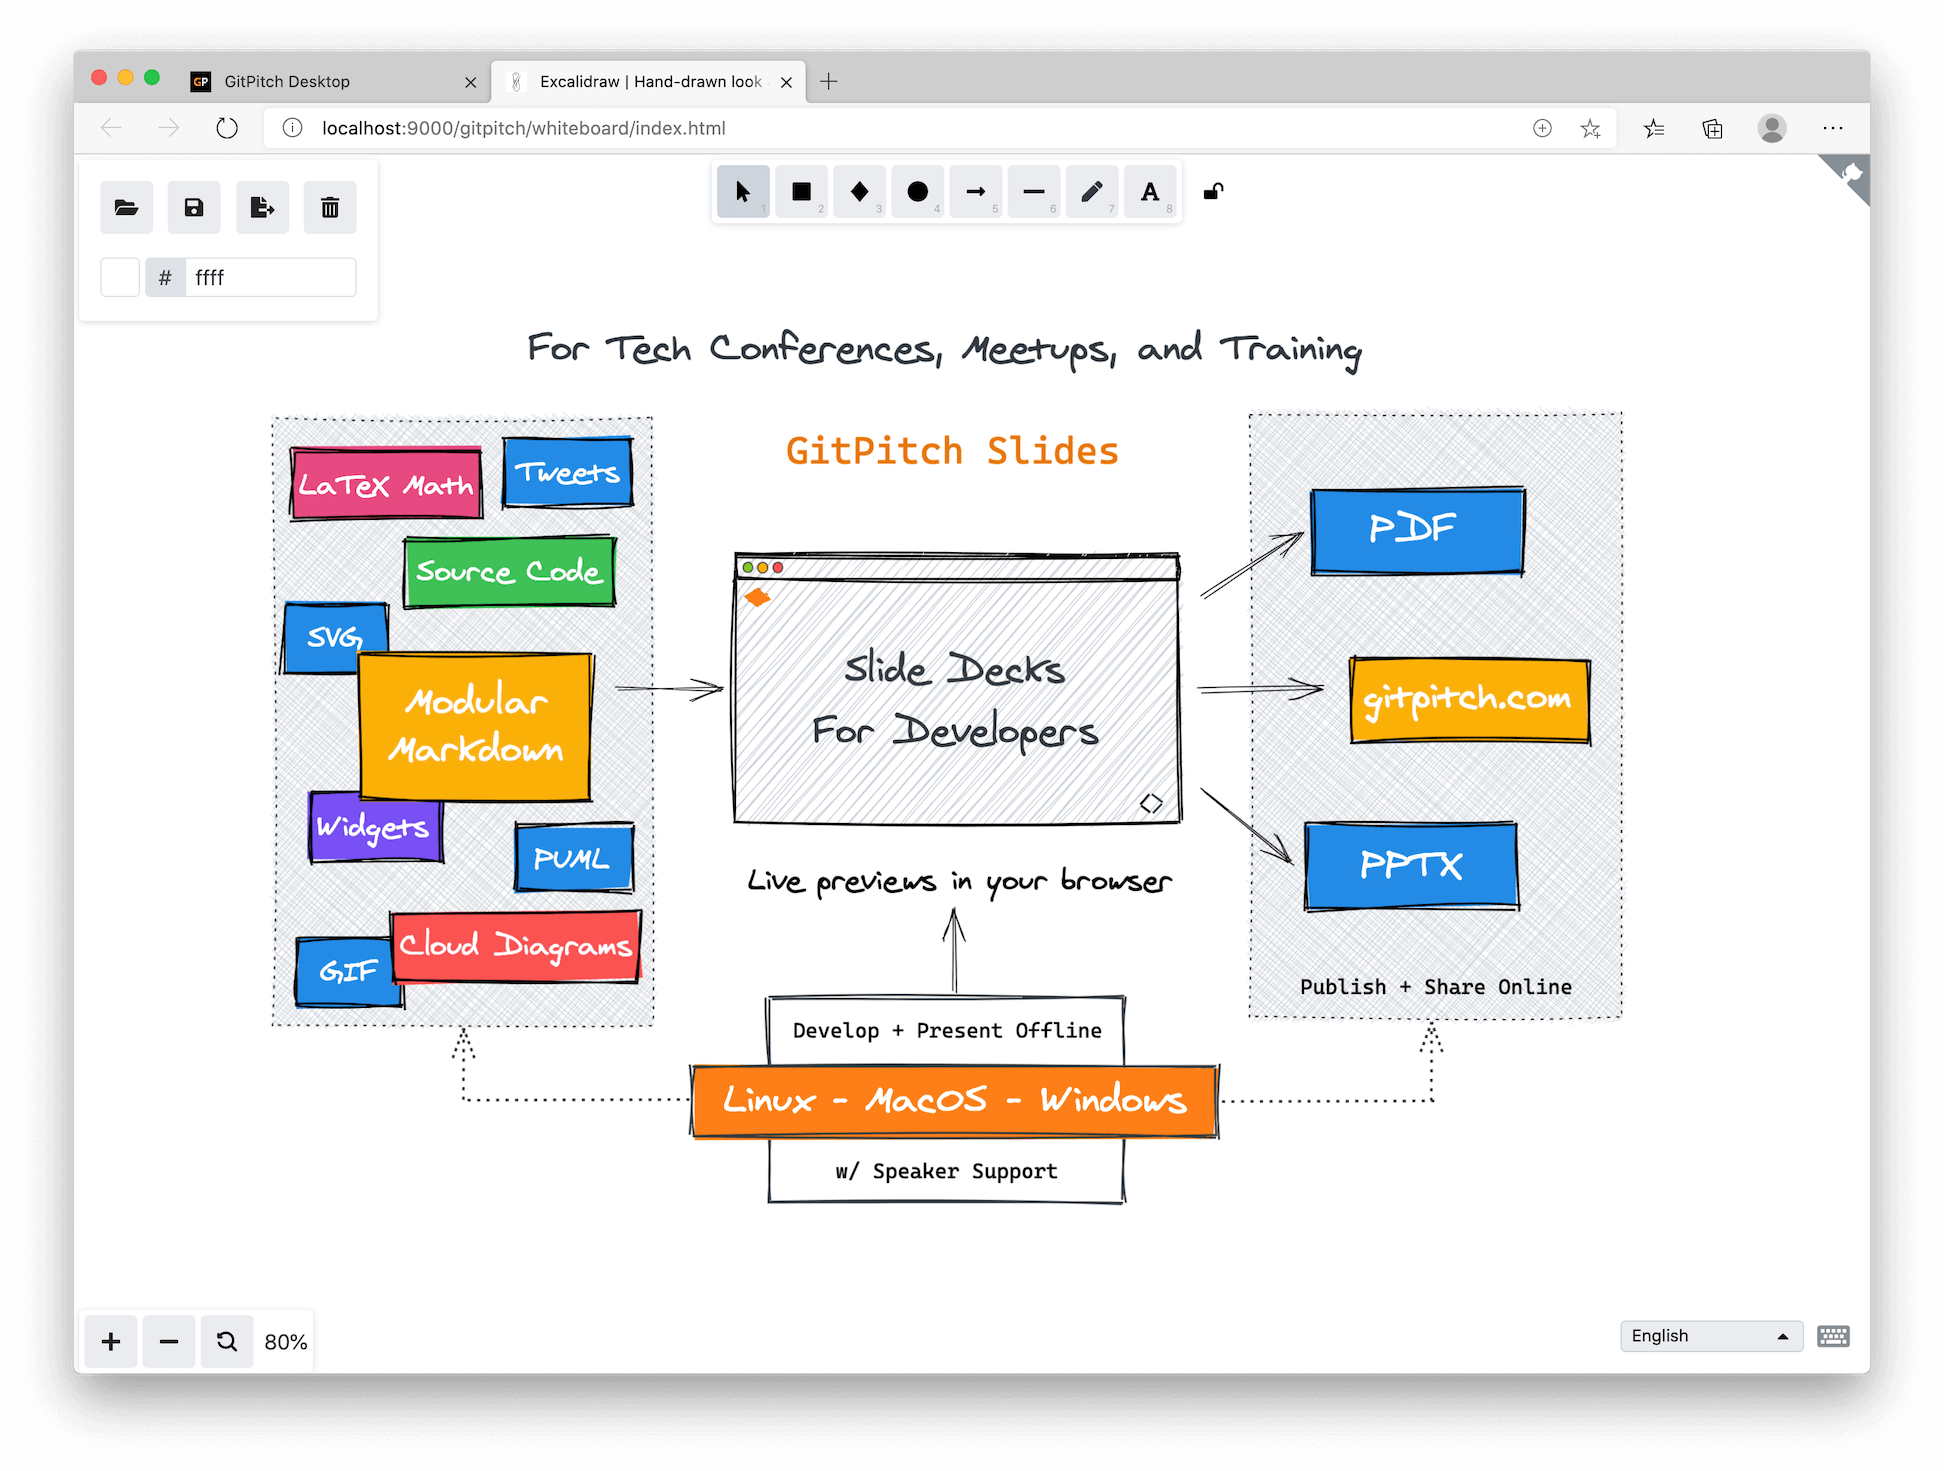 GP GitPitch Desktop
Excalidraw | Hand-drawn look
localhost:9000/gitpitch/whiteboard/index.html
1
2
3
4
5
6
7
A 8
# ffff
For Tech Conferences, Meetups, and Training
GitPitch Slides
LaTeX Math
Tweets
Source Code
SVG
Modular
Markdown
Widgets
PUML
Cloud Diagrams
GIF
Slide Decks
For Developers
Live previews in your browser
PDF
gitpitch.com
PPTX
Publish + Share Online
Develop + Present Offline
Linux - MacOS - Windows
w/ Speaker Support
80%
English